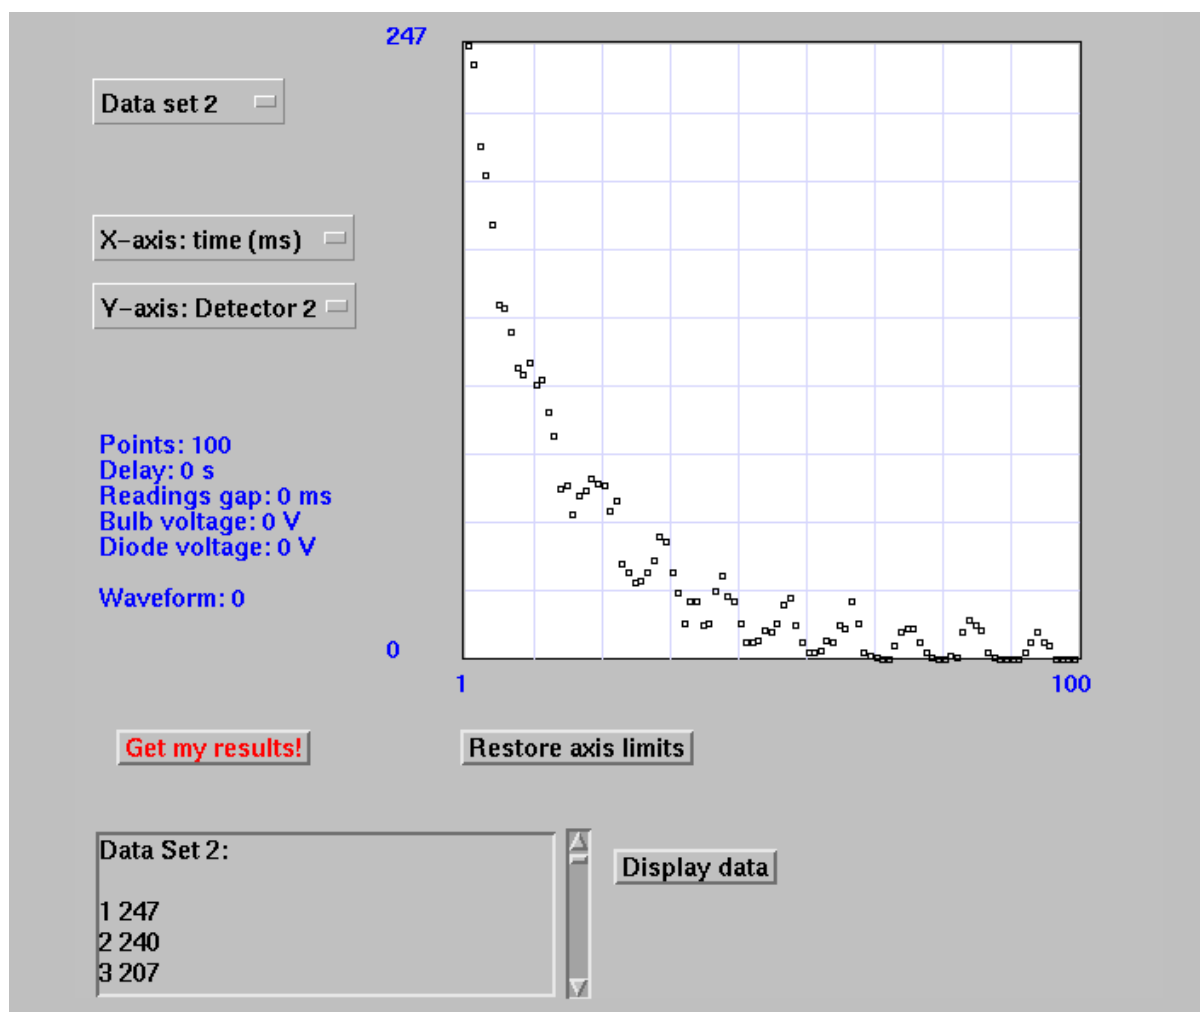 247
Data set 2
X-axis: time (ms)
Y-axis: Detector 2
Points: 100
Delay: 0 s
Readings gap: 0 ms
Bulb voltage: 0 V
Diode voltage: 0 V
Waveform: 0
0
1
100
Get my results!
Restore axis limits
Data Set 2:
1 247
2 240
3 207
Display data